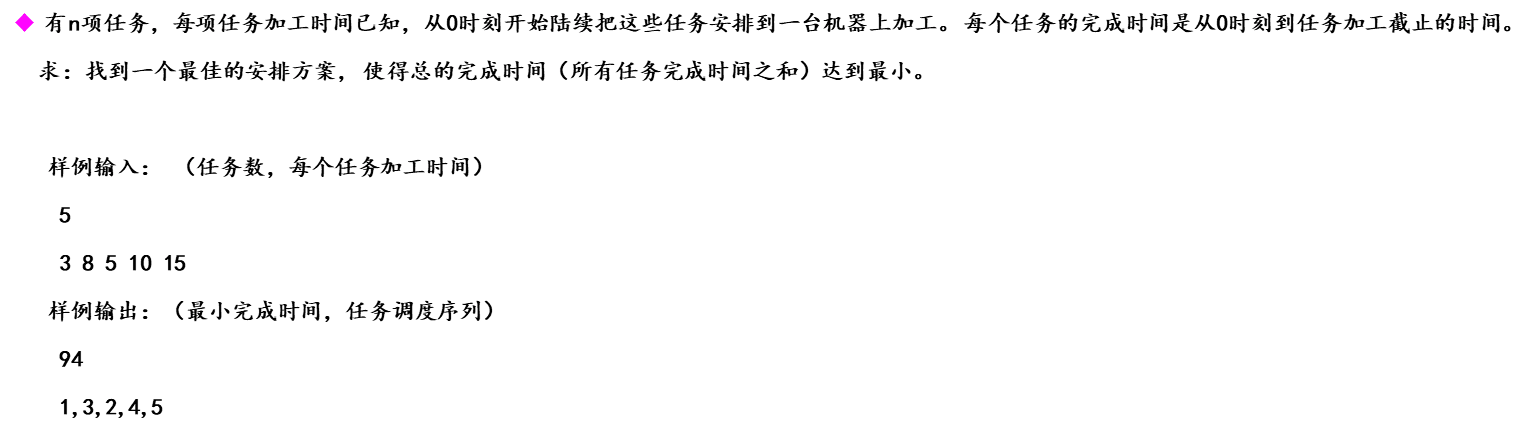 ◆ 有n项任务，每项任务加工时间已知，从0时刻开始陆续把这些任务安排到一台机器上加工。每个任务的完成时间是从0时刻到任务加工截止的时间。
求：找到一个最佳的安排方案，使得总的完成时间（所有任务完成时间之和）达到最小。
样例输入： （任务数，每个任务加工时间）
5
3 8 5 10 15
样例输出：（最小完成时间，任务调度序列）
94
1,3,2,4,5